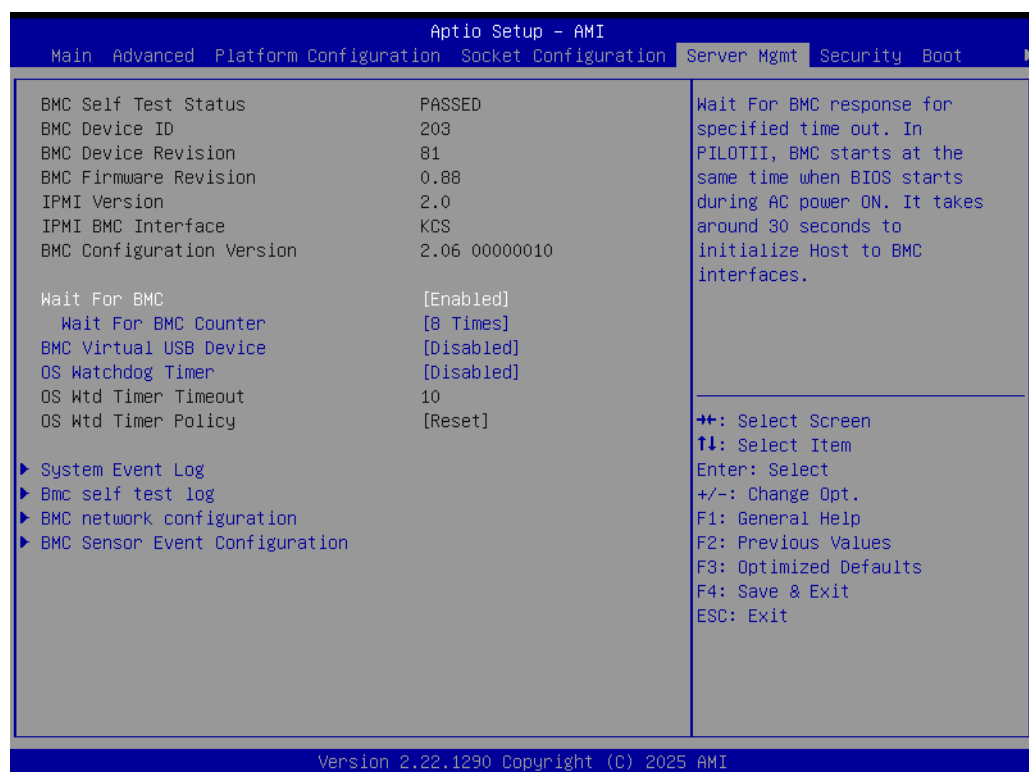 Aptio Setup - AMI
Main Advanced Platform Configuration Socket Configuration Server Mgmt Security Boot
BMC Self Test Status PASSED
BMC Device ID 203
BMC Device Revision 81
BMC Firmware Revision 0.88
IPMI Version 2.0
IPMI BMC Interface KCS
BMC Configuration Version 2.06 00000010
Wait For BMC [Enabled]
Wait For BMC Counter [8 Times]
BMC Virtual USB Device [Disabled]
OS Watchdog Timer [Disabled]
OS Wtd Timer Timeout 10
OS Wtd Timer Policy [Reset]
System Event Log
Bmc self test log
BMC network configuration
BMC Sensor Event Configuration
Wait For BMC response for
specified time out. In
PILOTII, BMC starts at the
same time when BIOS starts
during AC power ON. It takes
around 30 seconds to
initialize Host to BMC
interfaces.
→←: Select Screen
↑↓: Select Item
Enter: Select
+/-: Change Opt.
F1: General Help
F2: Previous Values
F3: Optimized Defaults
F4: Save & Exit
ESC: Exit
Version 2.22.1290 Copyright (C) 2025 AMI